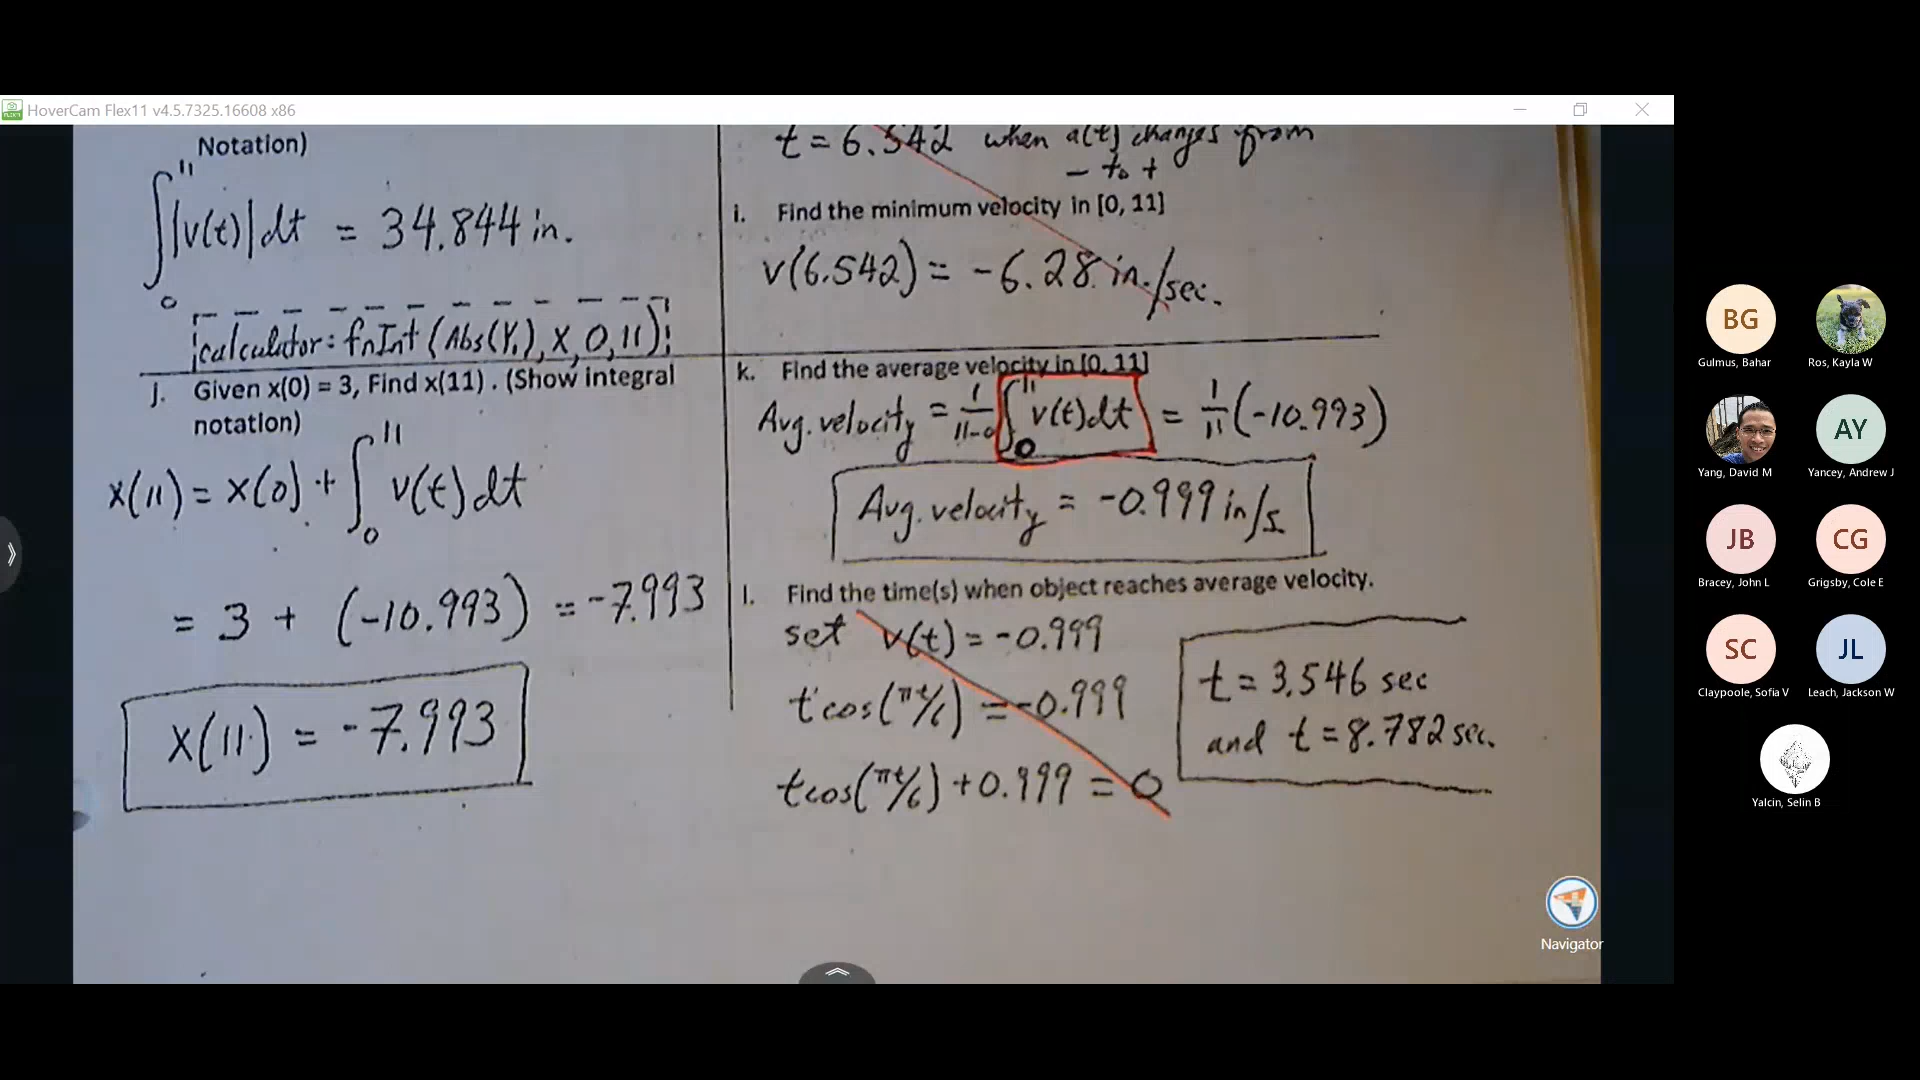 HoverCam Flex11 v4.5.7325.16608 x86
Notation)
∫₀¹¹ |v(t)| dt = 34.844 in.
calculator: fnInt (Abs(Y₁), X, 0, 11)
t = 6.542 when a(t) changes from
- to +
i. Find the minimum velocity in [0, 11]
v(6.542) = -6.28 in./sec.
j. Given x(0) = 3, Find x(11) . (Show integral
notation)
x(11) = x(0) + ∫₀¹¹ v(t) dt
= 3 + (-10.993) = -7.993
x(11) = -7.993
k. Find the average velocity in [0, 11]
Avg. velocity = 1/(11-0) ∫₀¹¹ v(t) dt = 1/11 (-10.993)
Avg. velocity = -0.999 in/s.
l. Find the time(s) when object reaches average velocity.
set v(t) = -0.999
t cos(πt/6) = -0.999
t cos(πt/6) + 0.999 = 0
t = 3.546 sec
and t = 8.782 sec.
Navigator
BG
Gulmus, Bahar
Ros, Kayla W
Yang, David M
AY
Yancey, Andrew J
JB
Bracey, John L
CG
Grigsby, Cole E
SC
Claypoole, Sofia V
JL
Leach, Jackson W
Yalcin, Selin B